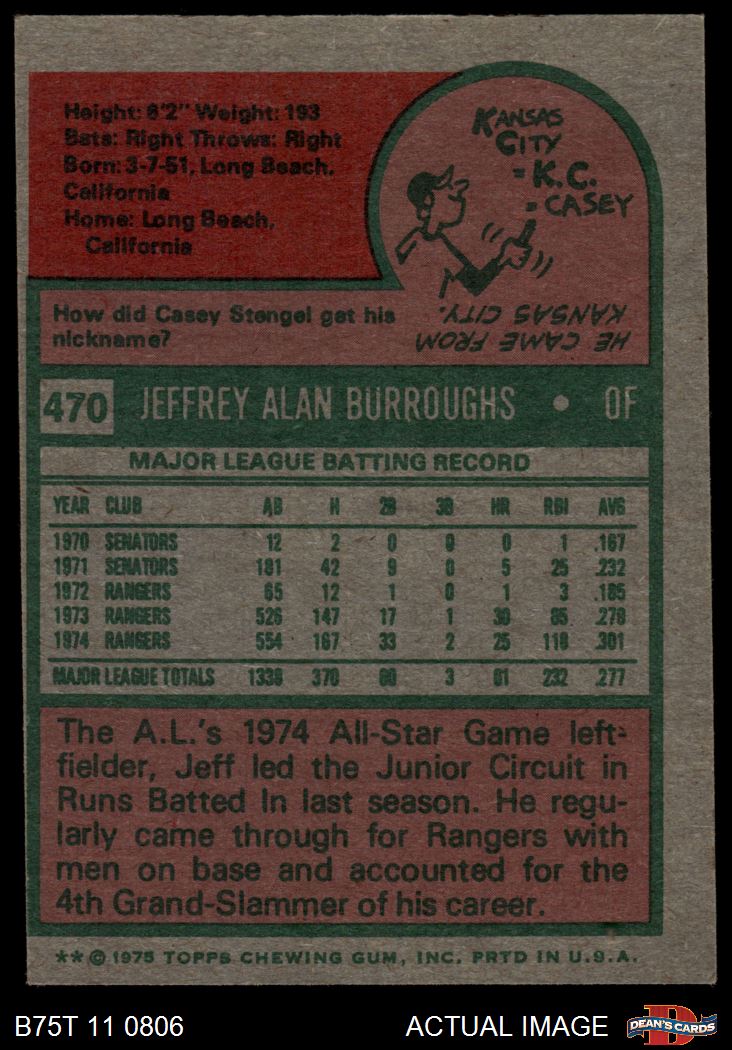 Height: 6'2" Weight: 193
Bats: Right Throws: Right
Born: 3-7-51, Long Beach,
California
Home: Long Beach,
California
KANSAS
CITY
= K.C.
= CASEY
How did Casey Stengel get his
nickname?
HE CAME FROM
KANSAS CITY.
470 JEFFREY ALAN BURROUGHS • OF
MAJOR LEAGUE BATTING RECORD
YEAR CLUB AB H 2B 3B HR RBI AVG
1970 SENATORS 12 2 0 0 0 1 .167
1971 SENATORS 181 42 9 0 5 25 .232
1972 RANGERS 65 12 1 0 1 3 .185
1973 RANGERS 526 147 17 1 30 85 .279
1974 RANGERS 554 167 33 2 25 118 .301
MAJOR LEAGUE TOTALS 1338 370 60 3 61 232 .277
The A.L.'s 1974 All-Star Game left-
fielder, Jeff led the Junior Circuit in
Runs Batted In last season. He regu-
larly came through for Rangers with
men on base and accounted for the
4th Grand-Slammer of his career.
** © 1975 TOPPS CHEWING GUM, INC. PRTD IN U.S.A.
B75T 11 0806 ACTUAL IMAGE DEAN'S CARDS